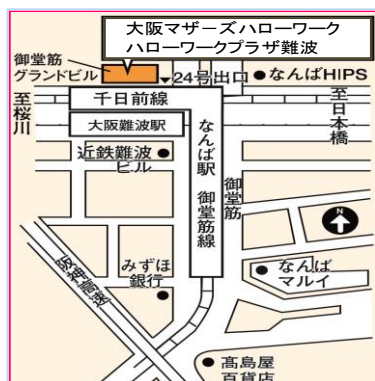 大阪マザーズハローワーク
ハローワークプラザ難波
御堂筋
グランドビル
24号出口
なんばHIPS
至桜川
千日前線
至日本橋
大阪難波駅
近鉄難波
ビル
なんば駅 御堂筋線
御堂筋
N
阪神高速
みずほ
銀行
なんば
マルイ
髙島屋
百貨店